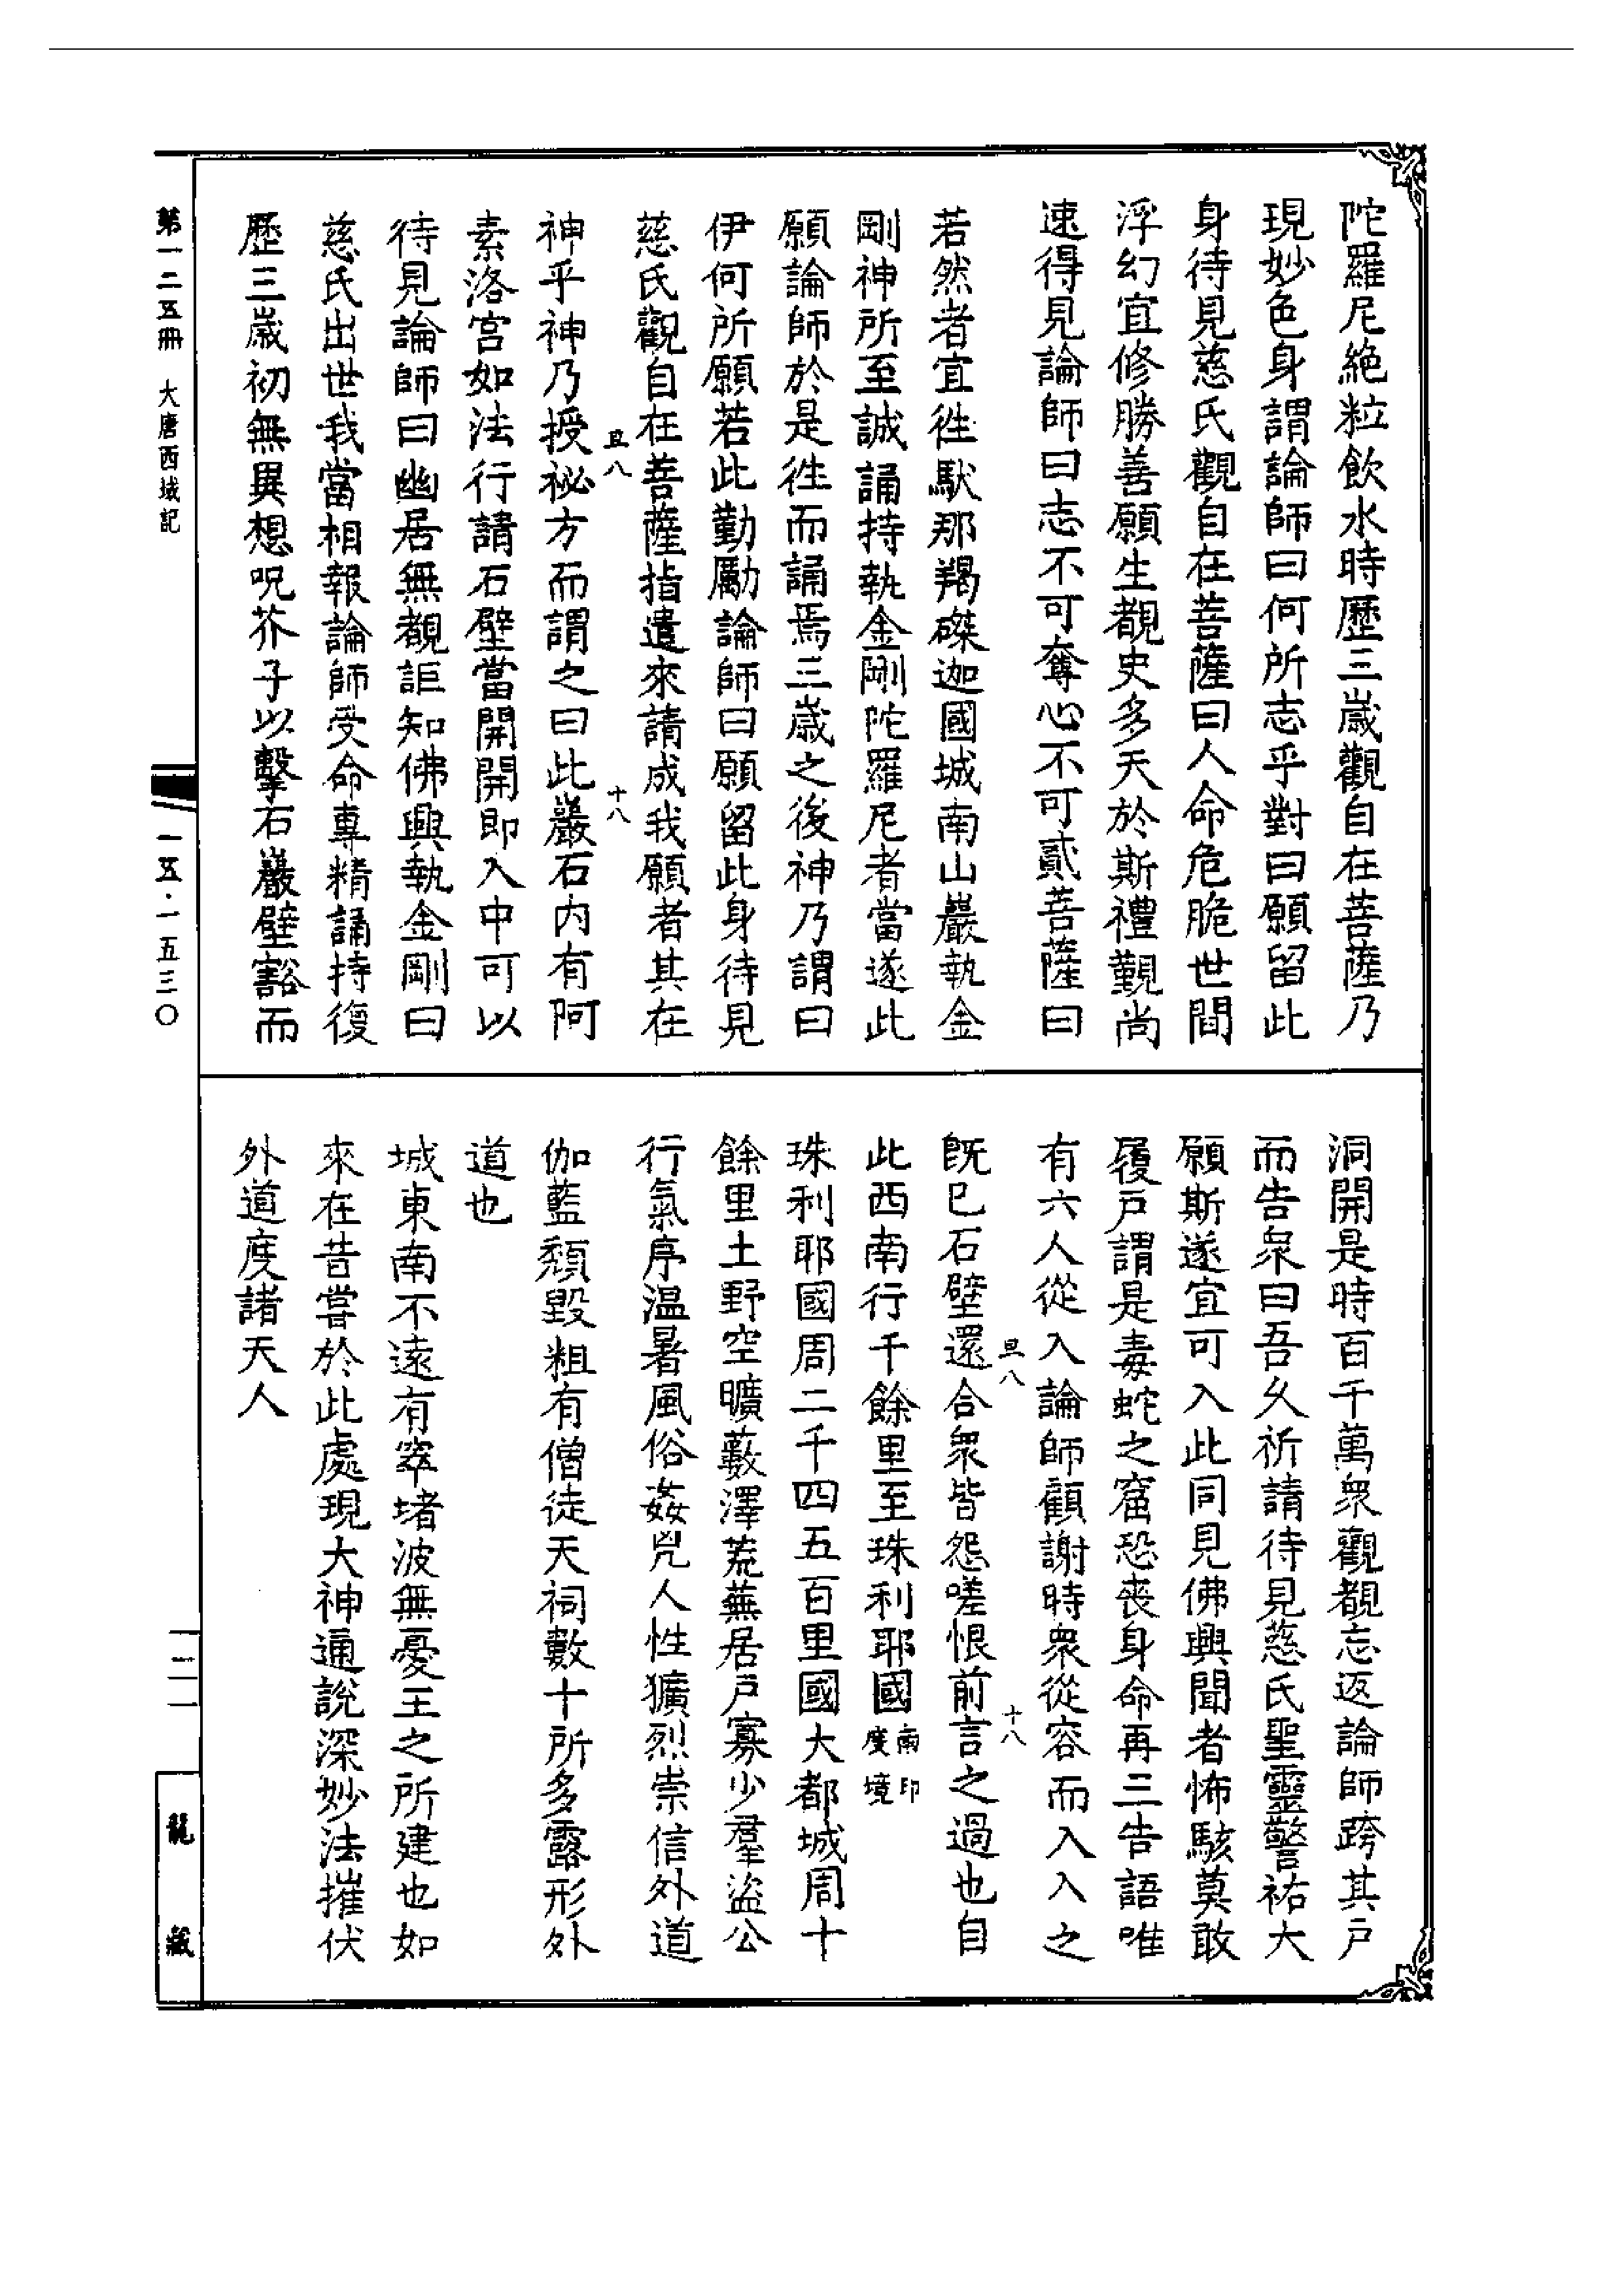 陀羅尼絶粒飲水時歷三歳觀自在菩薩乃
現妙色身謂論師曰何所志乎對曰願留此
身待見慈氏觀自在菩薩曰人命危脆世間
浮幻宜修勝善願生覩史多天於斯禮覲尚
速得見論師曰志不可奪心不可貳菩薩曰
若然者宜徃馱那羯磔迦國城南山巖執金
剛神所至誠誦持執金剛陀羅尼者當遂此
願論師於是徃而誦焉三歳之後神乃謂曰
伊何所願若此勤勵論師曰願留此身待見
慈氏觀自在菩薩指遣來請成我願者其在
旦八 十八
神乎神乃授祕方而謂之曰此巖石内有阿
素洛宫如法行請石壁當開開即入中可以
待見論師曰幽居無覩詎知佛興執金剛曰
慈氏出世我當相報論師受命專精誦持復
歷三歳初無異想呪芥子以擊石巖壁豁而
洞開是時百千萬衆觀覩忘返論師跨其戸
而告衆曰吾久祈請待見慈氏聖靈警祐大
願斯遂宜可入此同見佛興聞者怖駭莫敢
履戸謂是毒蛇之窟恐喪身命再三告語唯
有六人從入論師顧謝時衆從容而入入之
旦八 十八
旣已石壁還合衆皆怨嗟恨前言之過也自
此西南行千餘里至珠利耶國南印度境
珠利耶國周二千四五百里國大都城周十
餘里土野空曠藪澤荒蕪居戸寡少羣盜公
行氣序温暑風俗姦兇人性獷烈崇信外道
伽藍頽毀粗有僧徒天祠數十所多露形外
道也
城東南不遠有窣堵波無憂王之所建也如
來在昔嘗於此處現大神通說深妙法摧伏
外道度諸天人
第一二五冊 大唐西域記
一五·一五三〇
一二一
龍藏